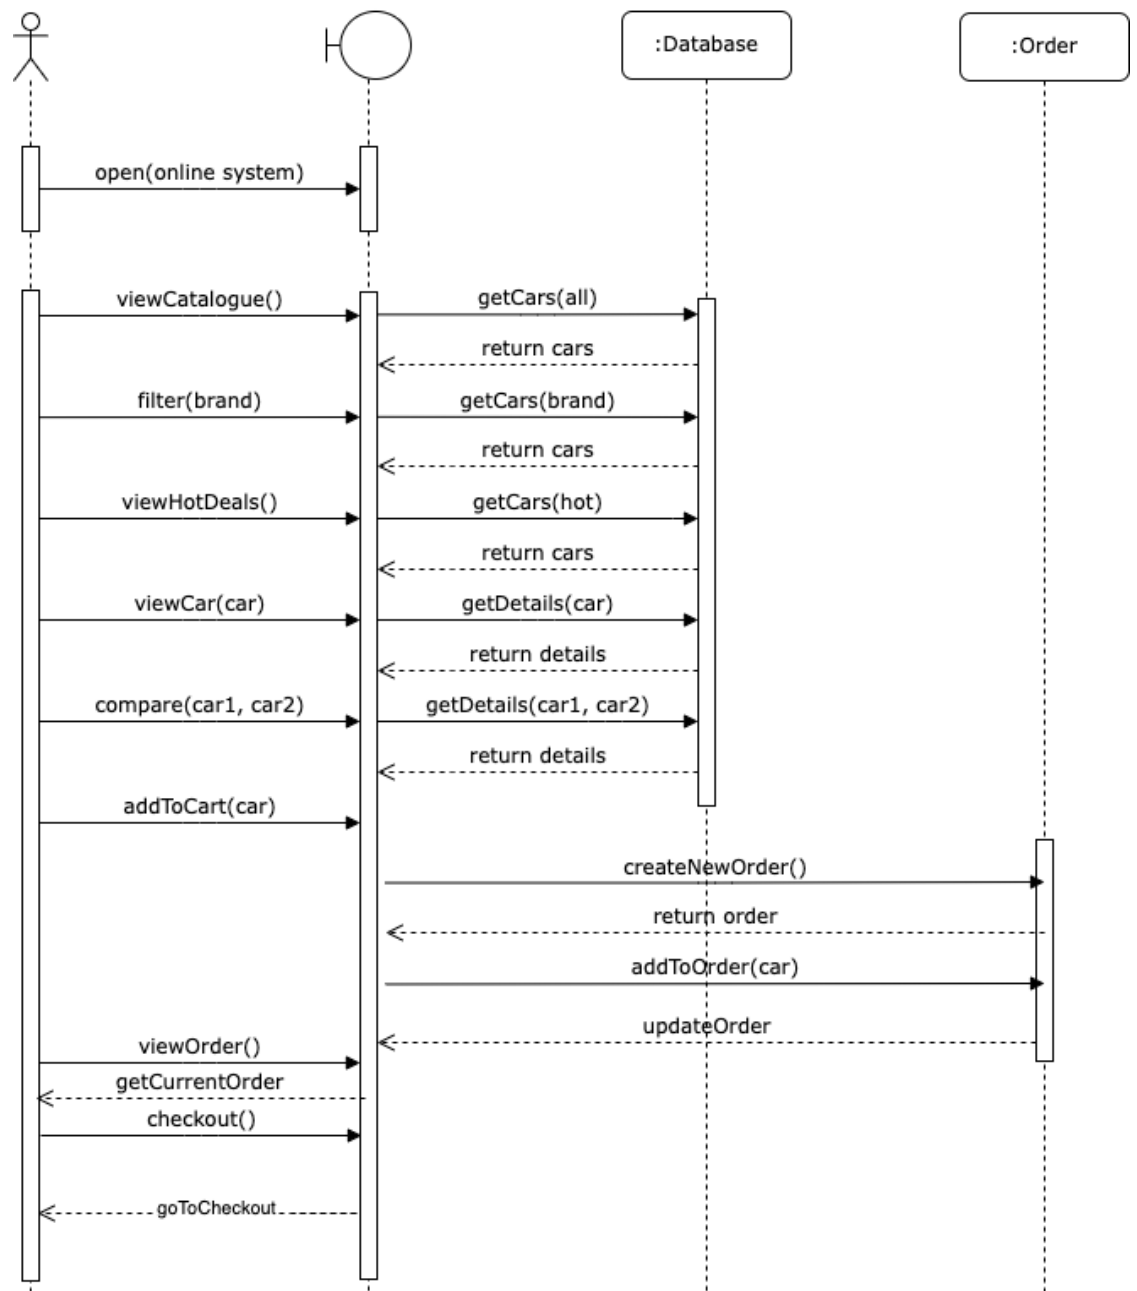 :Database
:Order
open(online system)
viewCatalogue()
getCars(all)
return cars
filter(brand)
getCars(brand)
return cars
viewHotDeals()
getCars(hot)
return cars
viewCar(car)
getDetails(car)
return details
compare(car1, car2)
getDetails(car1, car2)
return details
addToCart(car)
createNewOrder()
return order
addToOrder(car)
updateOrder
viewOrder()
getCurrentOrder
checkout()
goToCheckout